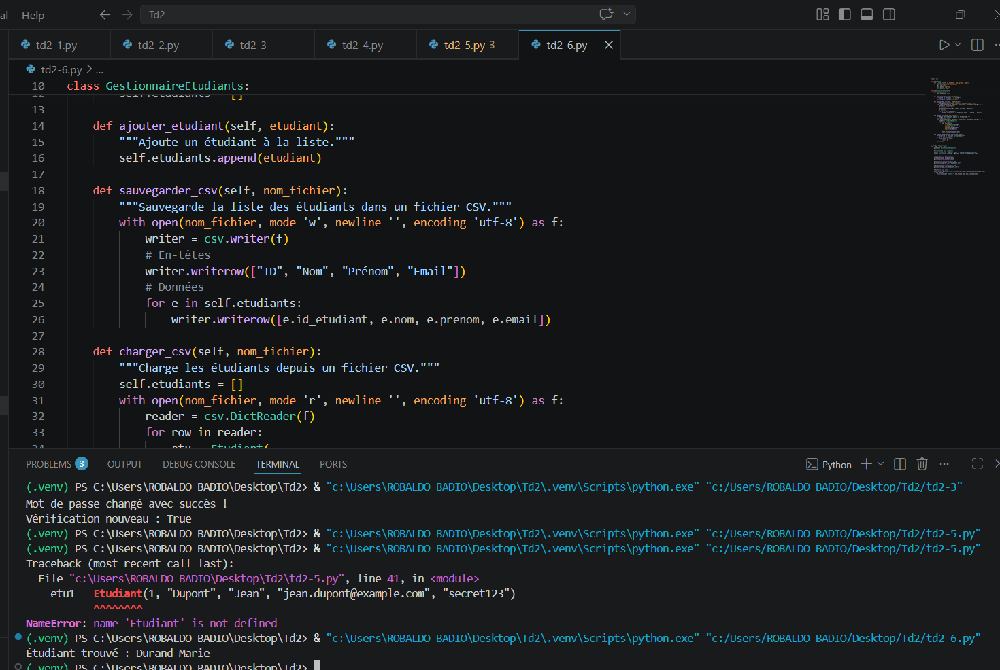 al Help Td2
td2-1.py td2-2.py td2-3 td2-4.py td2-5.py 3 td2-6.py
td2-6.py > ...
10 class GestionnaireEtudiants:
12 self.etudiants = []
13
14 def ajouter_etudiant(self, etudiant):
15 """Ajoute un étudiant à la liste."""
16 self.etudiants.append(etudiant)
17
18 def sauvegarder_csv(self, nom_fichier):
19 """Sauvegarde la liste des étudiants dans un fichier CSV."""
20 with open(nom_fichier, mode='w', newline='', encoding='utf-8') as f:
21 writer = csv.writer(f)
22 # En-têtes
23 writer.writerow(["ID", "Nom", "Prénom", "Email"])
24 # Données
25 for e in self.etudiants:
26 writer.writerow([e.id_etudiant, e.nom, e.prenom, e.email])
27
28 def charger_csv(self, nom_fichier):
29 """Charge les étudiants depuis un fichier CSV."""
30 self.etudiants = []
31 with open(nom_fichier, mode='r', newline='', encoding='utf-8') as f:
32 reader = csv.DictReader(f)
33 for row in reader:
34 etu = Etudiant(
PROBLEMS 3 OUTPUT DEBUG CONSOLE TERMINAL PORTS Python
(.venv) PS C:\Users\ROBALDO BADIO\Desktop\Td2> & "c:\Users\ROBALDO BADIO\Desktop\Td2\.venv\Scripts\python.exe" "c:/Users/ROBALDO BADIO/Desktop/Td2/td2-3"
Mot de passe changé avec succès !
Vérification nouveau : True
(.venv) PS C:\Users\ROBALDO BADIO\Desktop\Td2> & "c:\Users\ROBALDO BADIO\Desktop\Td2\.venv\Scripts\python.exe" "c:/Users/ROBALDO BADIO/Desktop/Td2/td2-5.py"
(.venv) PS C:\Users\ROBALDO BADIO\Desktop\Td2> & "c:\Users\ROBALDO BADIO\Desktop\Td2\.venv\Scripts\python.exe" "c:/Users/ROBALDO BADIO/Desktop/Td2/td2-5.py"
Traceback (most recent call last):
File "c:\Users\ROBALDO BADIO\Desktop\Td2\td2-5.py", line 41, in <module>
etu1 = Etudiant(1, "Dupont", "Jean", "jean.dupont@example.com", "secret123")
^^^^^^^^
NameError: name 'Etudiant' is not defined
(.venv) PS C:\Users\ROBALDO BADIO\Desktop\Td2> & "c:\Users\ROBALDO BADIO\Desktop\Td2\.venv\Scripts\python.exe" "c:/Users/ROBALDO BADIO/Desktop/Td2/td2-6.py"
Étudiant trouvé : Durand Marie
(.venv) PS C:\Users\ROBALDO BADIO\Desktop\Td2>